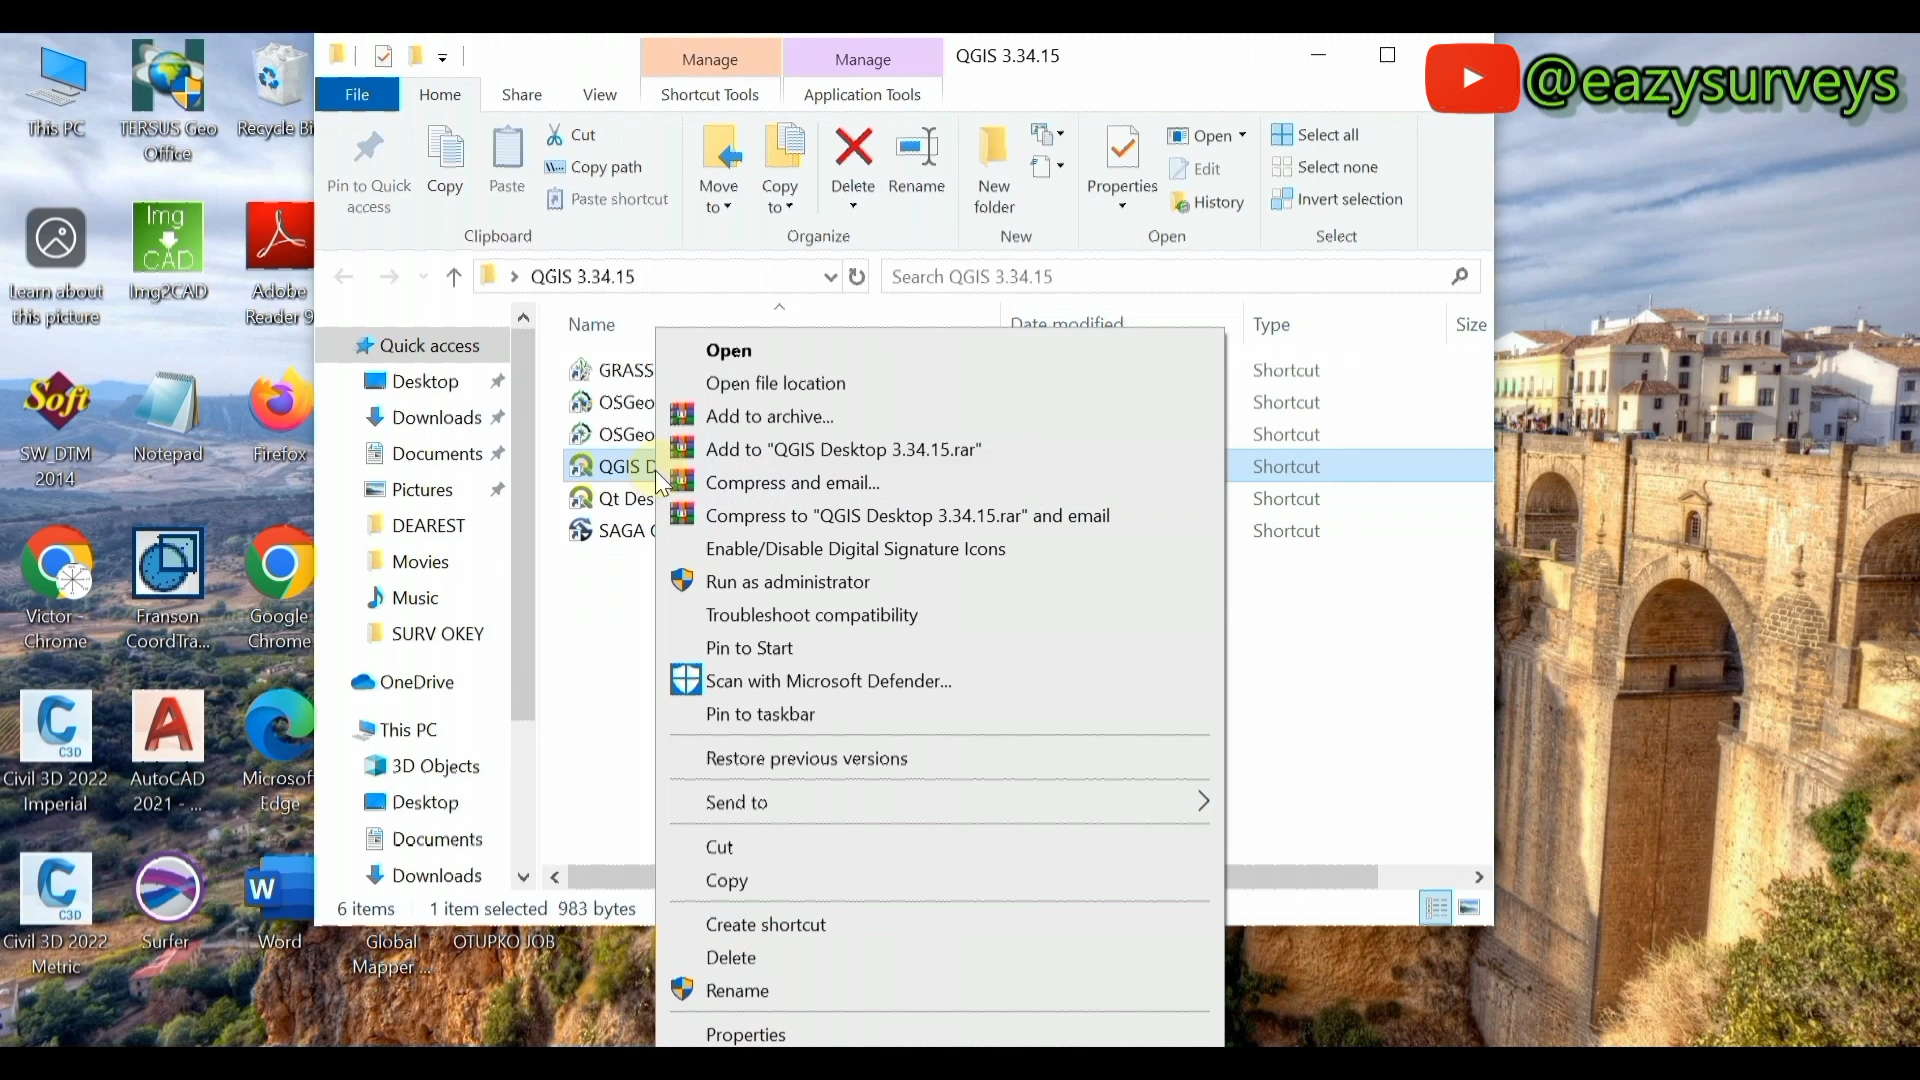 Manage
Manage
QGIS 3.34.15
@eazysurveys
File
Home
Share
View
Shortcut Tools
Application Tools
Pin to Quick
access
Copy
Paste
Cut
Copy path
Paste shortcut
Clipboard
Move
to
Copy
to
Delete
Rename
Organize
New
folder
New
Properties
Open
Edit
History
Open
Select all
Select none
Invert selection
Select
QGIS 3.34.15
Search QGIS 3.34.15
Name
Date modified
Type
Size
GRASS
Shortcut
OSGeo
Shortcut
OSGeo
Shortcut
QGIS D
Shortcut
Qt Des
Shortcut
SAGA
Shortcut
Quick access
Desktop
Downloads
Documents
Pictures
DEAREST
Movies
Music
SURV OKEY
OneDrive
This PC
3D Objects
Desktop
Documents
Downloads
6 items
1 item selected 983 bytes
Open
Open file location
Add to archive...
Add to "QGIS Desktop 3.34.15.rar"
Compress and email...
Compress to "QGIS Desktop 3.34.15.rar" and email
Enable/Disable Digital Signature Icons
Run as administrator
Troubleshoot compatibility
Pin to Start
Scan with Microsoft Defender...
Pin to taskbar
Restore previous versions
Send to
Cut
Copy
Create shortcut
Delete
Rename
Properties
This PC
TERSUS Geo
Office
Recycle Bi
Learn about
this picture
Img
CAD
Img2CAD
Adobe
Reader 9
Soft
SW_DTM
2014
Notepad
Firefox
Victor -
Chrome
Franson
CoordTra...
Google
Chrome
C3D
Civil 3D 2022
Imperial
AutoCAD
2021 - ...
Microsof
Edge
C3D
Civil 3D 2022
Metric
Surfer
W
Word
Global
Mapper ...
OTUPKO JOB